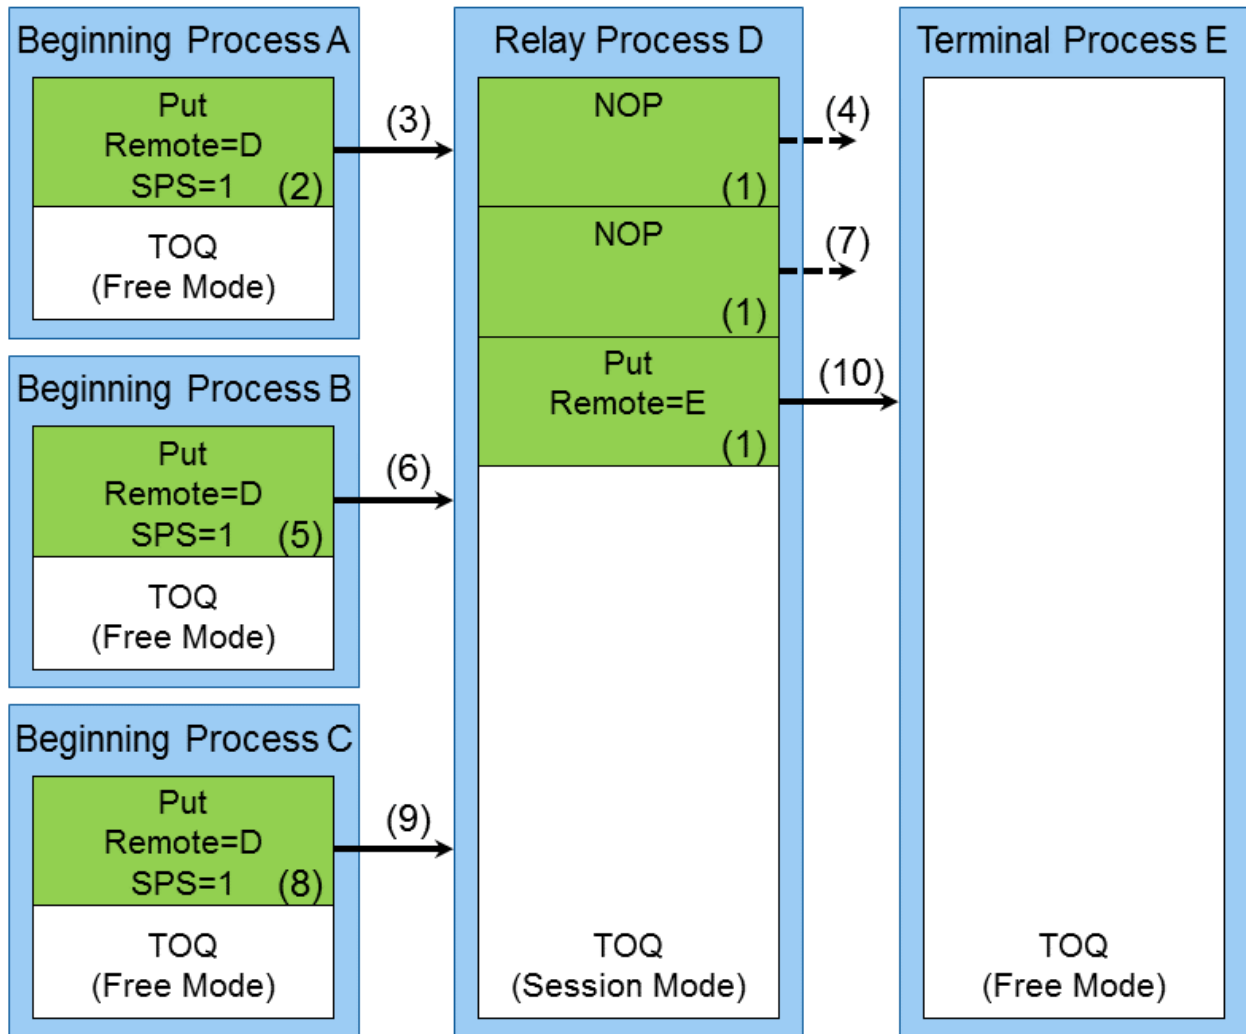 Beginning Process A
Put
Remote=D
SPS=1
(2)
TOQ
(Free Mode)
(3)
Beginning Process B
Put
Remote=D
SPS=1
(5)
TOQ
(Free Mode)
(6)
Beginning Process C
Put
Remote=D
SPS=1
(8)
TOQ
(Free Mode)
(9)
Relay Process D
NOP
(1)
(4)
NOP
(1)
(7)
Put
Remote=E
(1)
(10)
TOQ
(Session Mode)
Terminal Process E
TOQ
(Free Mode)